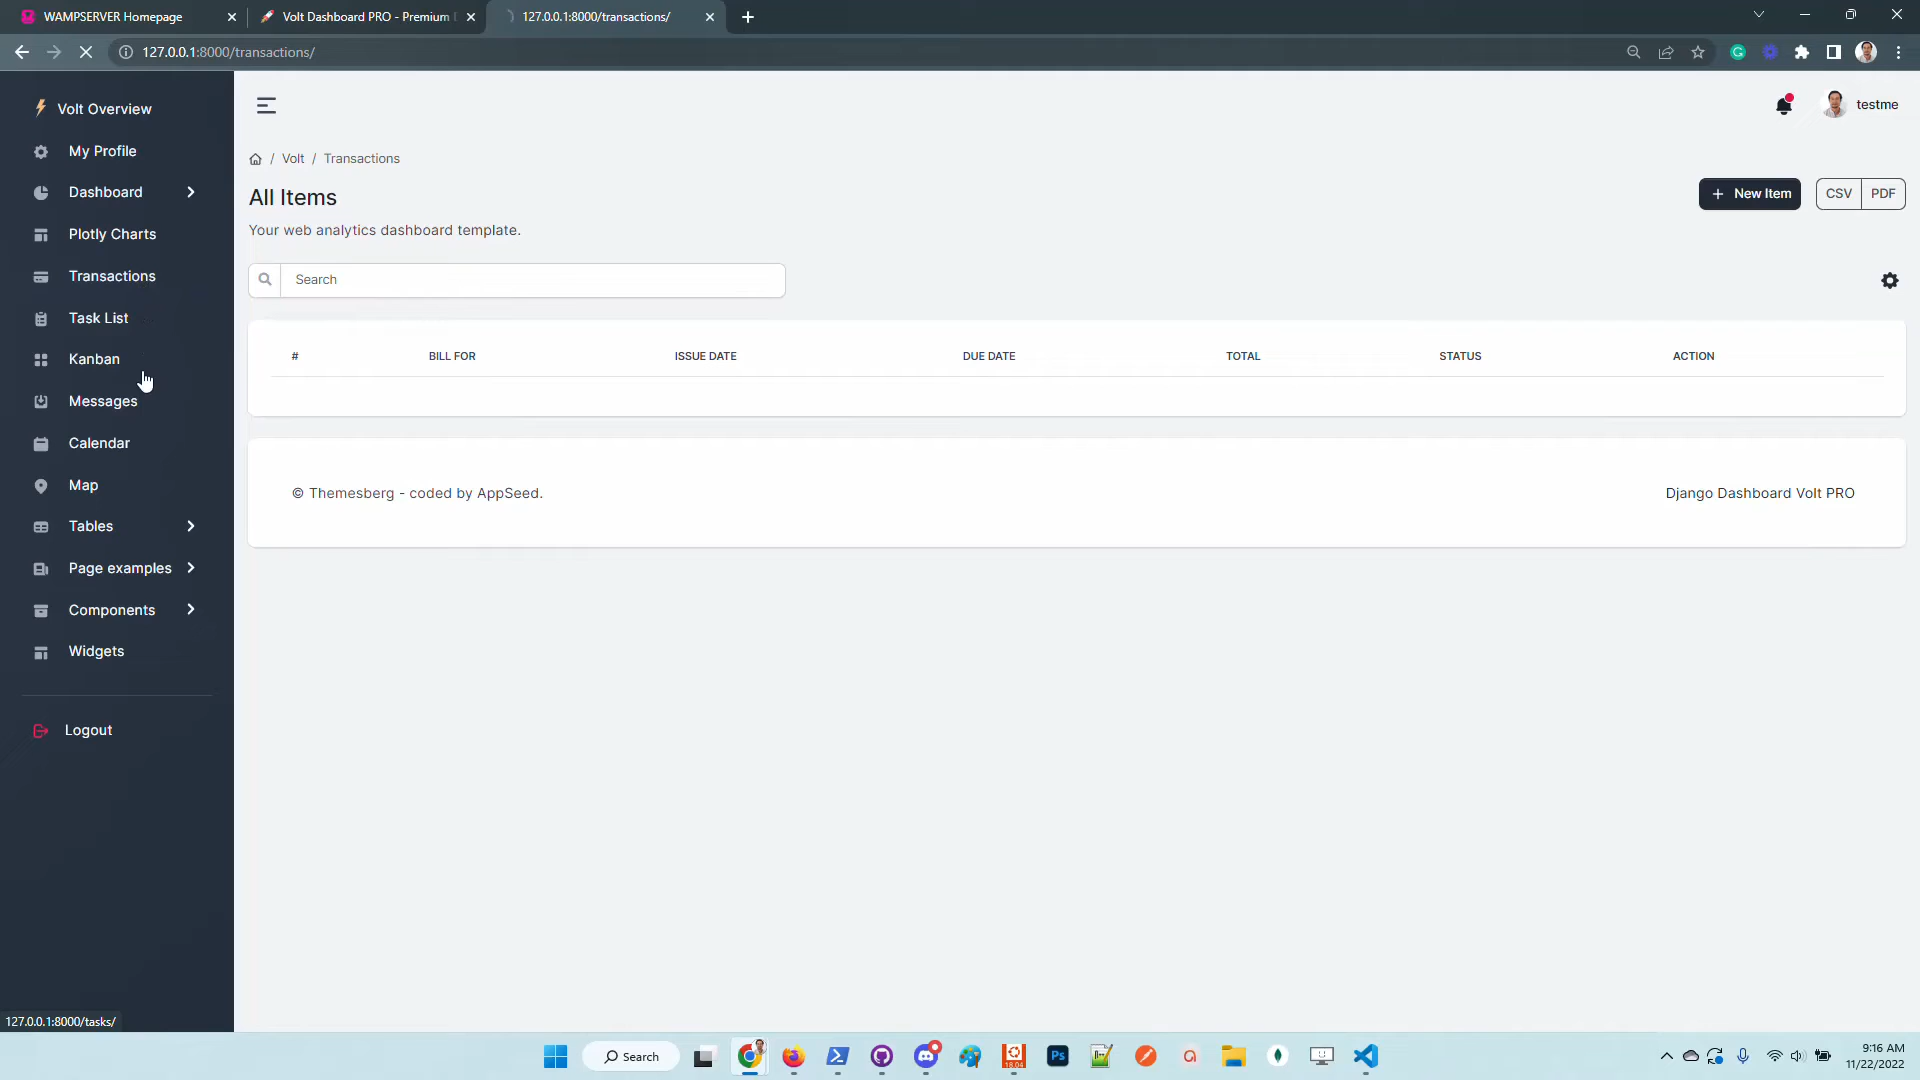 WAMPSERVER Homepage
Volt Dashboard PRO - Premium
127.0.0.1:8000/transactions/
127.0.0.1:8000/transactions/
Volt Overview
My Profile
Dashboard
Plotly Charts
Transactions
Task List
Kanban
Messages
Calendar
Map
Tables
Page examples
Components
Widgets
Logout
127.0.0.1:8000/tasks/
testme
/ Volt / Transactions
All Items
Your web analytics dashboard template.
+ New Item
CSV
PDF
Search
# BILL FOR ISSUE DATE DUE DATE TOTAL STATUS ACTION
© Themesberg - coded by AppSeed.
Django Dashboard Volt PRO
Search
18.04
Ps
9:16 AM
11/22/2022